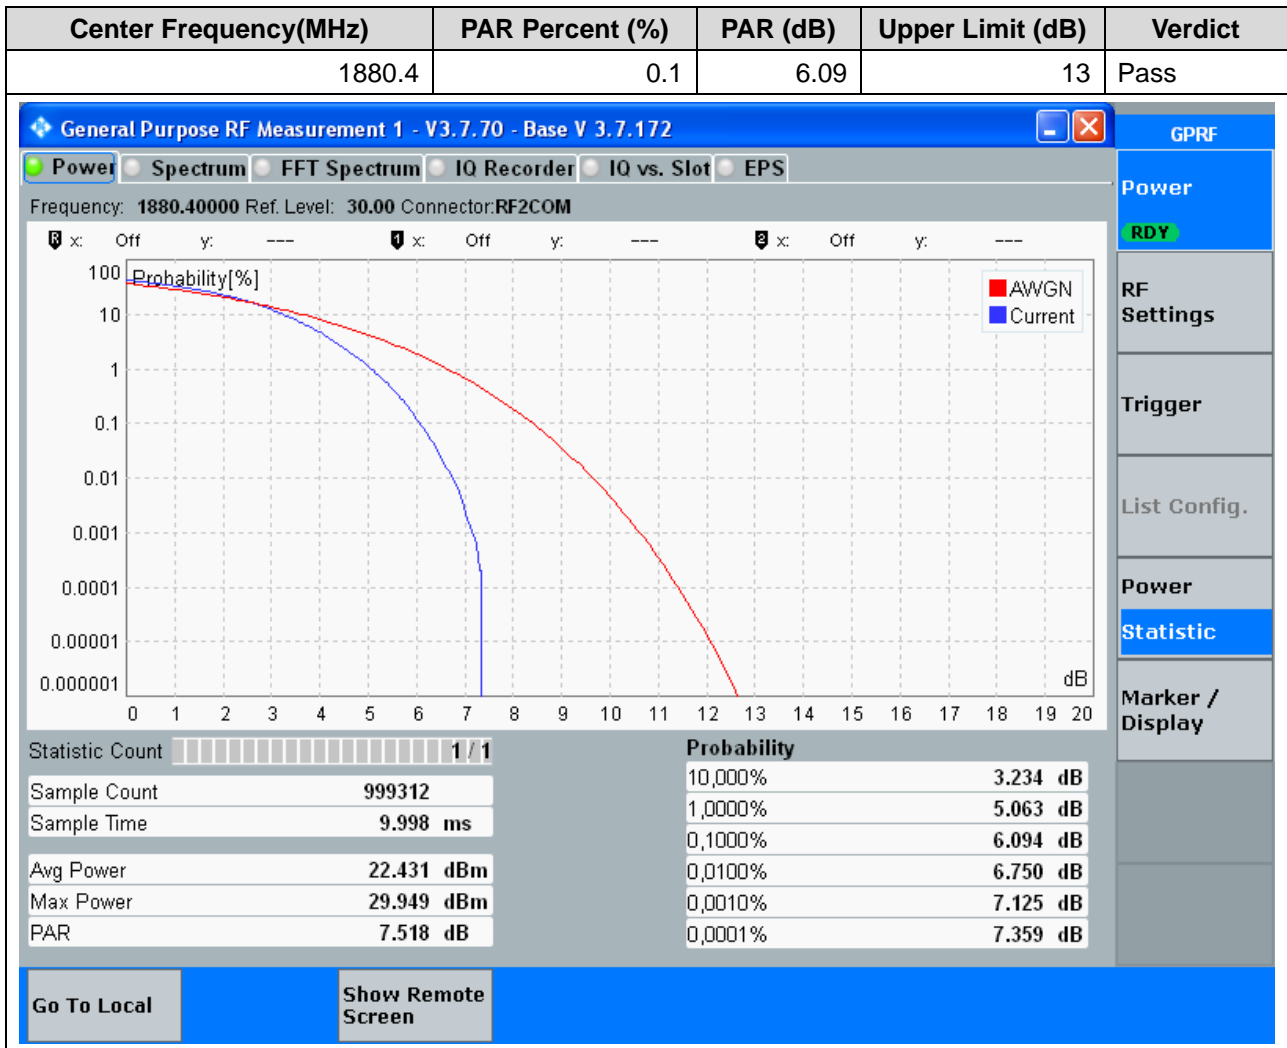 Center Frequency(MHz) PAR Percent (%) PAR (dB) Upper Limit (dB) Verdict
1880.4 0.1 6.09 13 Pass
General Purpose RF Measurement 1 - V3.7.70 - Base V 3.7.172
GPRF
Power Spectrum FFT Spectrum IQ Recorder IQ vs. Slot EPS
Power
RDY
Frequency: 1880.40000 Ref. Level: 30.00 Connector:RF2COM
R x: Off y: --- 1 x: Off y: --- 2 x: Off y: ---
Probability[%]
AWGN
Current
100
10
1
0.1
0.01
0.001
0.0001
0.00001
0.000001
dB
0 1 2 3 4 5 6 7 8 9 10 11 12 13 14 15 16 17 18 19 20
RF
Settings
Trigger
List Config.
Power
Statistic
Marker /
Display
Statistic Count 1 / 1
Sample Count 999312
Sample Time 9.998 ms
Avg Power 22.431 dBm
Max Power 29.949 dBm
PAR 7.518 dB
Probability
10,000% 3.234 dB
1,0000% 5.063 dB
0,1000% 6.094 dB
0,0100% 6.750 dB
0,0010% 7.125 dB
0,0001% 7.359 dB
Go To Local
Show Remote
Screen